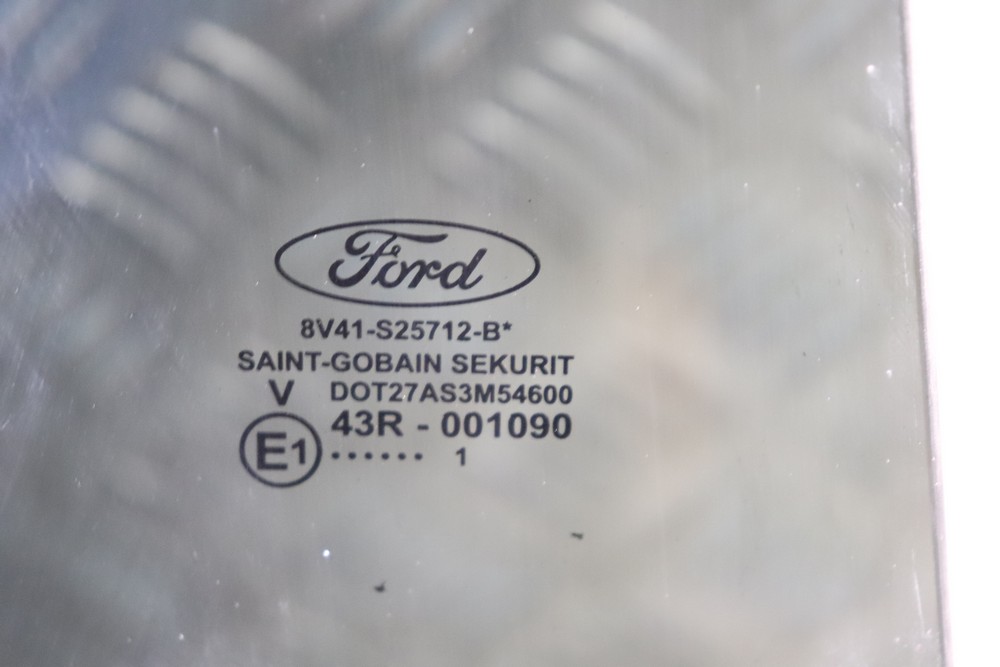 Ford
8V41-S25712-B*
SAINT-GOBAIN SEKURIT
V DOT27AS3M54600
E1 43R - 001090
...... 1